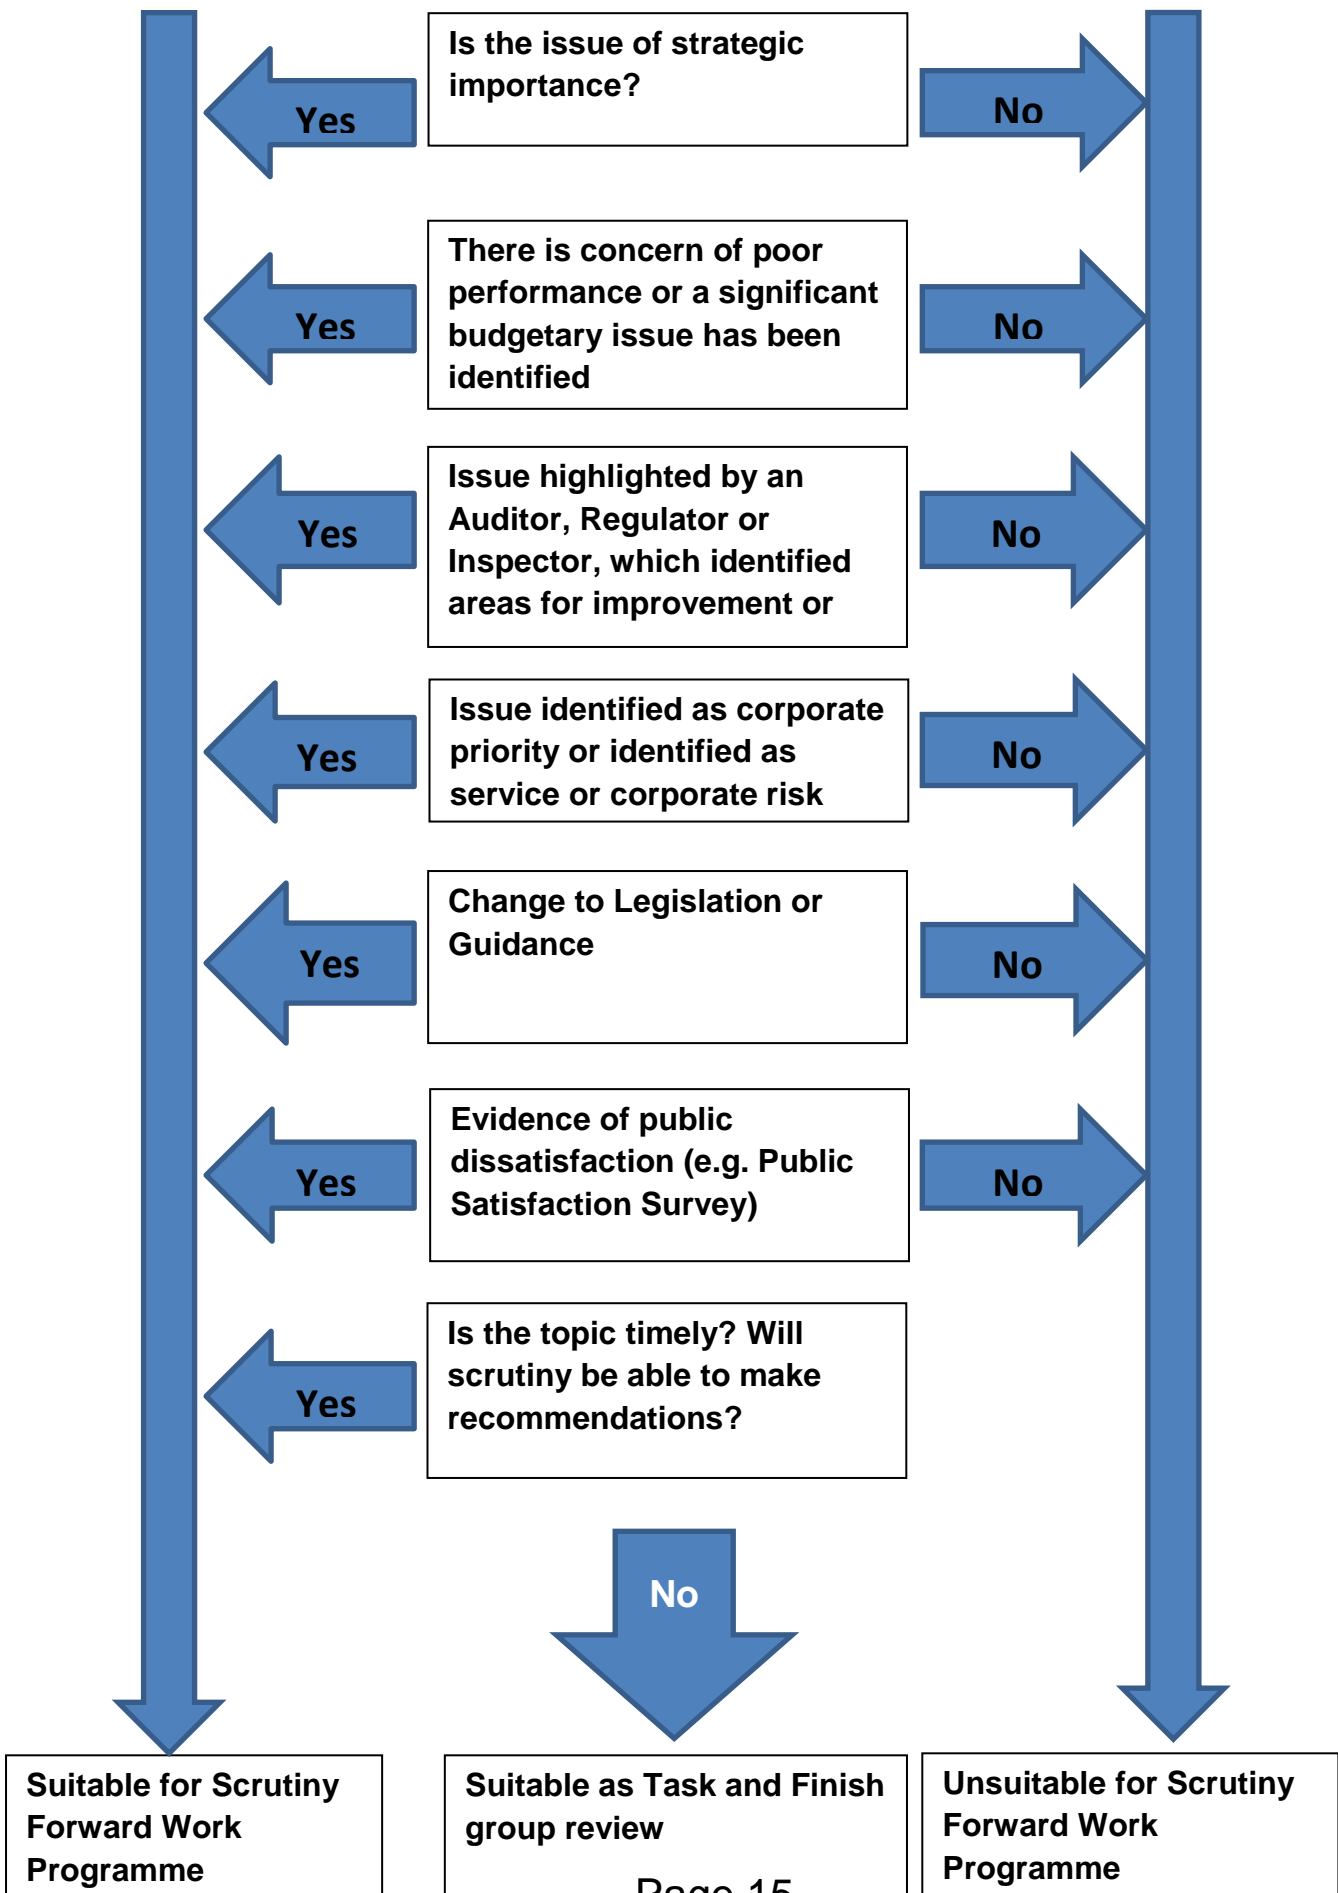 Is the issue of strategic
importance?
Yes
No
There is concern of poor
performance or a significant
budgetary issue has been
identified
Yes
No
Issue highlighted by an
Auditor, Regulator or
Inspector, which identified
areas for improvement or
Yes
No
Issue identified as corporate
priority or identified as
service or corporate risk
Yes
No
Change to Legislation or
Guidance
Yes
No
Evidence of public
dissatisfaction (e.g. Public
Satisfaction Survey)
Yes
No
Is the topic timely? Will
scrutiny be able to make
recommendations?
Yes
No
Suitable for Scrutiny
Forward Work
Programme
Suitable as Task and Finish
group review
Unsuitable for Scrutiny
Forward Work
Programme
Page 15